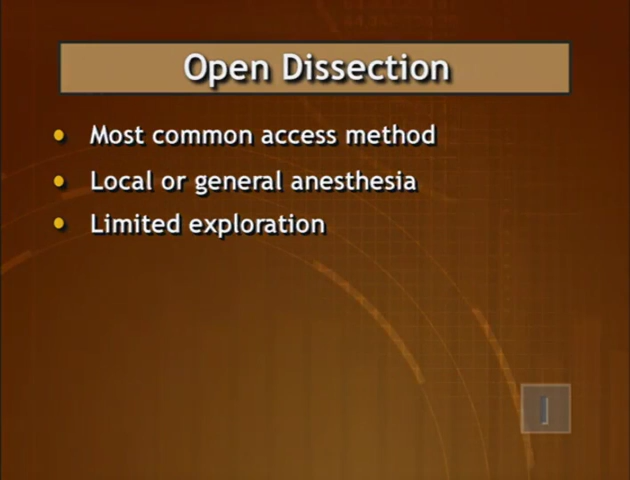 Open Dissection
• Most common access method
• Local or general anesthesia
• Limited exploration